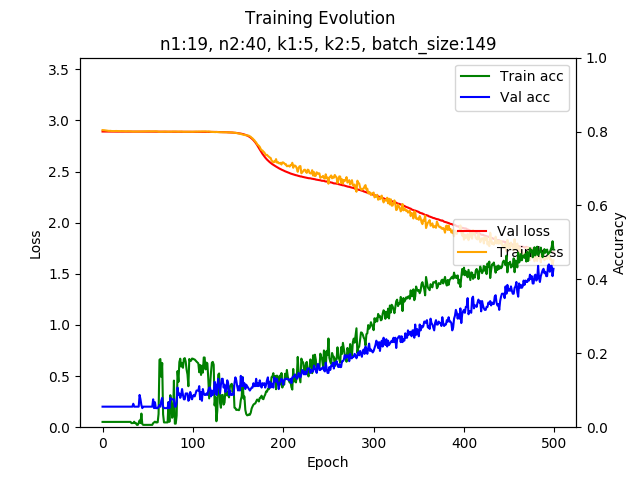 Training Evolution
n1:19, n2:40, k1:5, k2:5, batch_size:149
Loss
3.5
3.0
2.5
2.0
1.5
1.0
0.5
0.0
Train acc
Val acc
Val loss
Train loss
1.0
0.8
0.6
0.4
0.2
0.0
Accuracy
0 100 200 300 400 500
Epoch